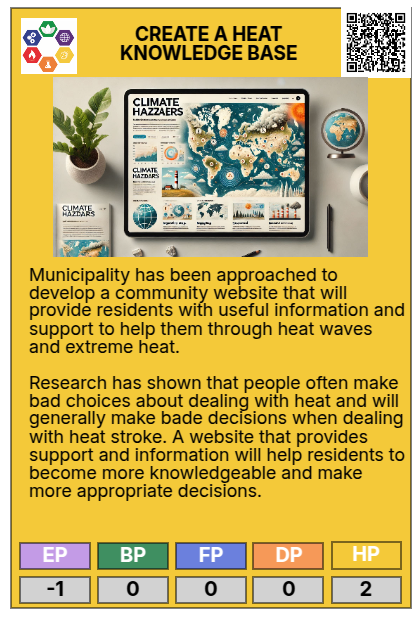 CREATE A HEAT
KNOWLEDGE BASE
CLIMATE
HAZZAERS
CLIMATE
HAZDARS
CLIMATE
HAZDARS
Municipality has been approached to
develop a community website that will
provide residents with useful information and
support to help them through heat waves
and extreme heat.
Research has shown that people often make
bad choices about dealing with heat and will
generally make bade decisions when dealing
with heat stroke. A website that provides
support and information will help residents to
become more knowledgeable and make
more appropriate decisions.
EP BP FP DP HP
-1 0 0 0 2